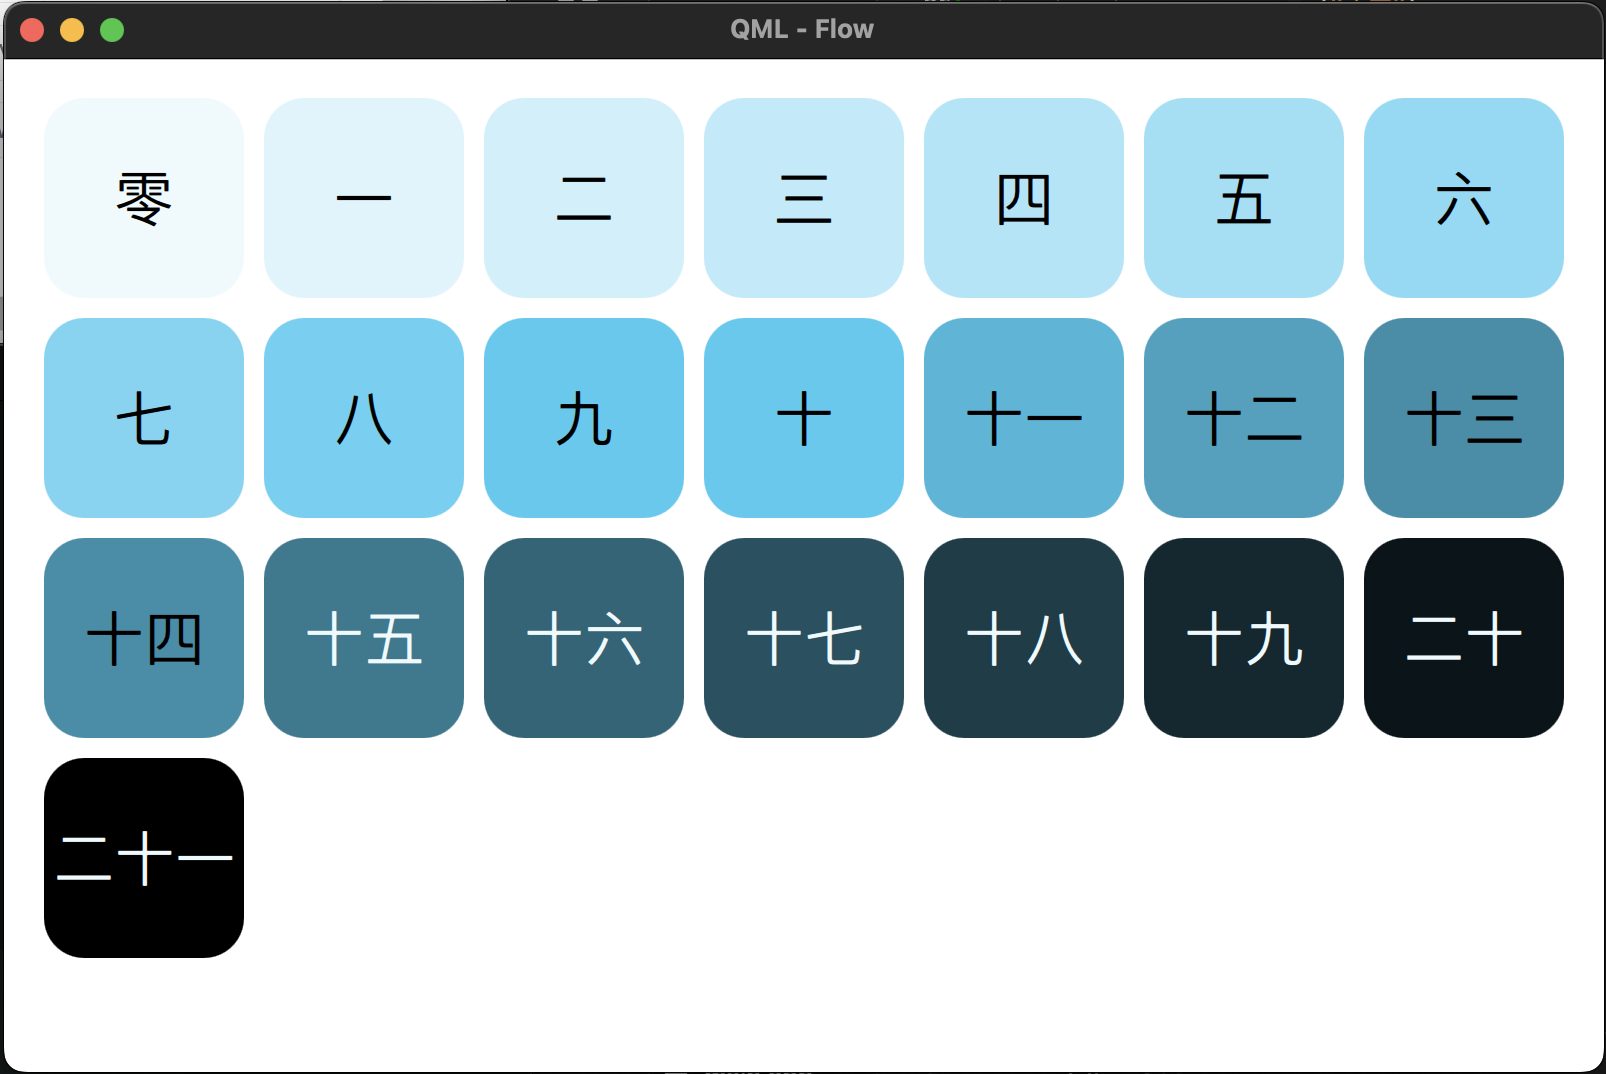 QML - Flow
零 一 二 三 四 五 六
七 八 九 十 十一 十二 十三
十四 十五 十六 十七 十八 十九 二十
二十一